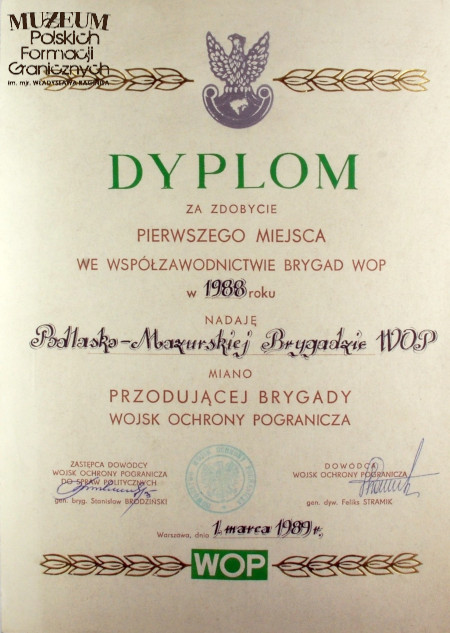 MUZEUM
Polskich
Formacji
Granicznych
im. mjr. WŁADYSŁAWA RAGINISA
DYPLOM
ZA ZDOBYCIE
PIERWSZEGO MIEJSCA
WE WSPÓŁZAWODNICTWIE BRYGAD WOP
w 1988 roku
NADAJĘ
Podlasko-Mazurskiej Brygadzie WOP
MIANO
PRZODUJĄCEJ BRYGADY
WOJSK OCHRONY POGRANICZA
ZASTĘPCA DOWÓDCY
WOJSK OCHRONY POGRANICZA
DO SPRAW POLITYCZNYCH
gen. bryg. Stanisław BRODZIŃSKI
DOWÓDCA
WOJSK OCHRONY POGRANICZA
gen. dyw. Feliks STRAMIK
Warszawa, dnia 1 marca 1989 r.
WOP